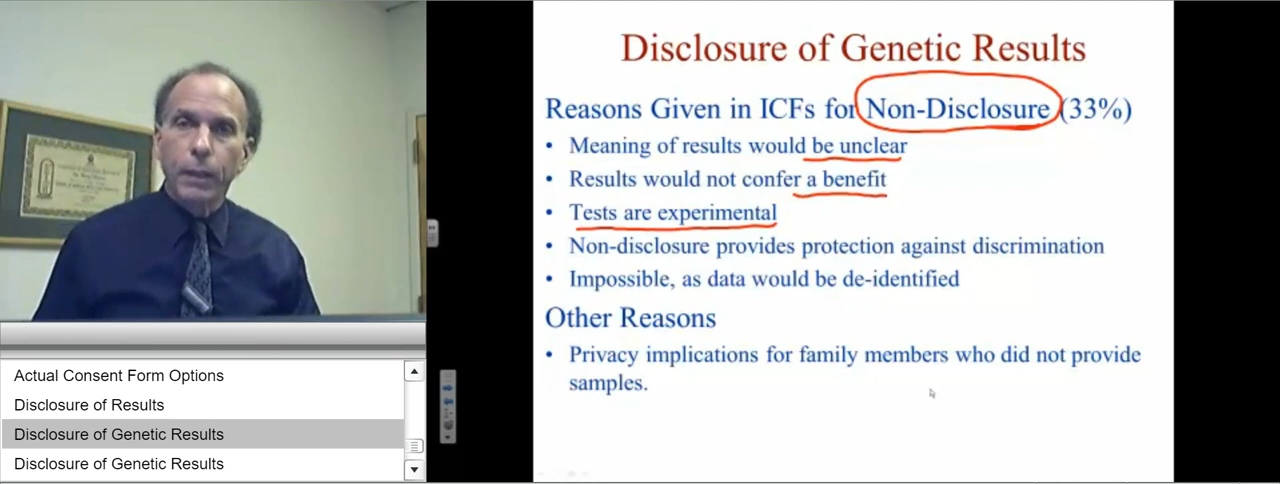 Disclosure of Genetic Results
Reasons Given in ICFs for Non-Disclosure (33%)
• Meaning of results would be unclear
• Results would not confer a benefit
• Tests are experimental
• Non-disclosure provides protection against discrimination
• Impossible, as data would be de-identified
Other Reasons
• Privacy implications for family members who did not provide
samples.
Actual Consent Form Options
Disclosure of Results
Disclosure of Genetic Results
Disclosure of Genetic Results